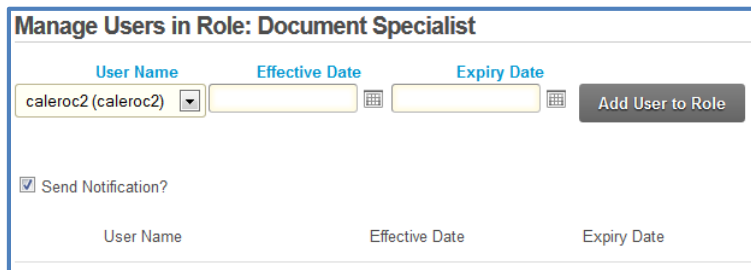 Manage Users in Role: Document Specialist
User Name Effective Date Expiry Date
caleroc2 (caleroc2) Add User to Role
Send Notification?
User Name Effective Date Expiry Date